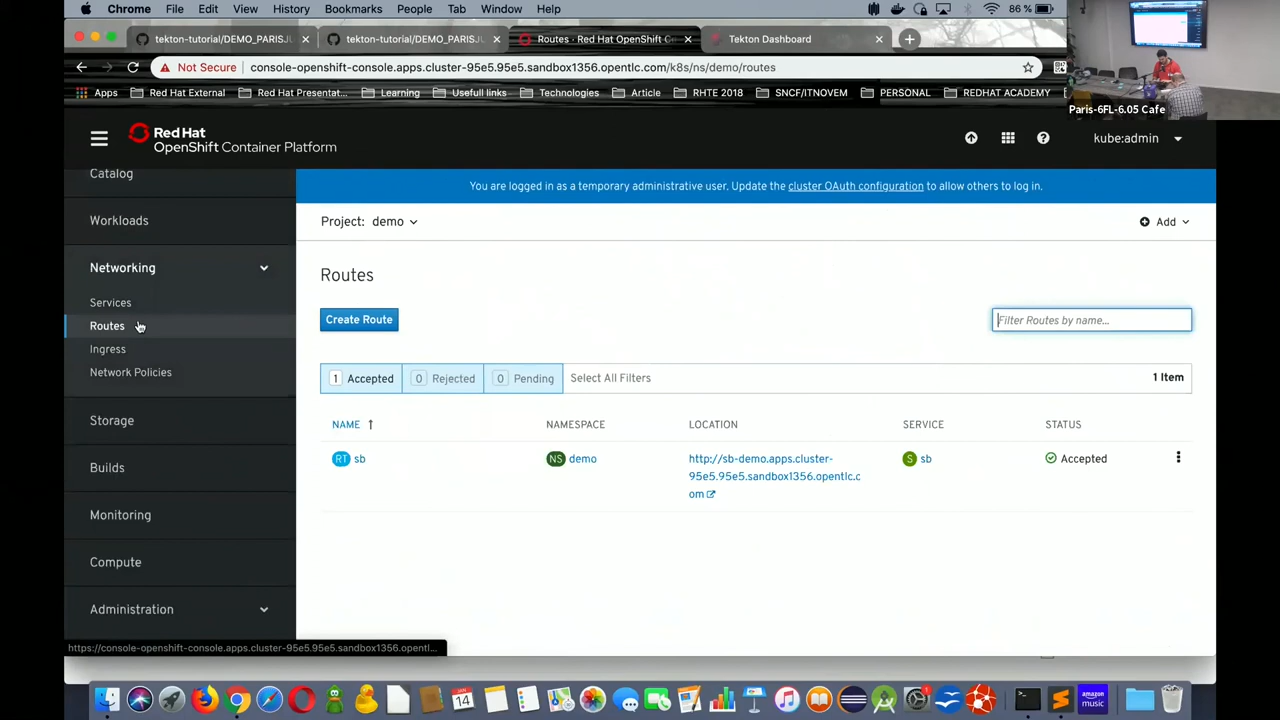 Chrome File Edit View History Bookmarks People Tab Window Help 86 %
tekton-tutorial/DEMO_PARISJ tekton-tutorial/DEMO_PARISJ. Routes · Red Hat OpenShift Co Tekton Dashboard
Not Secure console-openshift-console.apps.cluster-95e5.95e5.sandbox1356.opentlc.com/k8s/ns/demo/routes
Apps Red Hat External Red Hat Presentat... Learning Usefull links Technologies Article RHTE 2018 SNCF/ITNOVEM PERSONAL REDHAT ACADEMY
Paris-6FL-6.05 Cafe
Red Hat
OpenShift Container Platform
kube:admin
Catalog
Workloads
Networking
Services
Routes
Ingress
Network Policies
Storage
Builds
Monitoring
Compute
Administration
You are logged in as a temporary administrative user. Update the cluster OAuth configuration to allow others to log in.
Project: demo
Add
Routes
Create Route
Filter Routes by name...
1 Accepted 0 Rejected 0 Pending Select All Filters 1 Item
NAME NAMESPACE LOCATION SERVICE STATUS
RT sb NS demo http://sb-demo.apps.cluster- S sb Accepted
95e5.95e5.sandbox1356.opentlc.c
om
https://console-openshift-console.apps.cluster-95e5.95e5.sandbox1356.opentl...
amazon
music